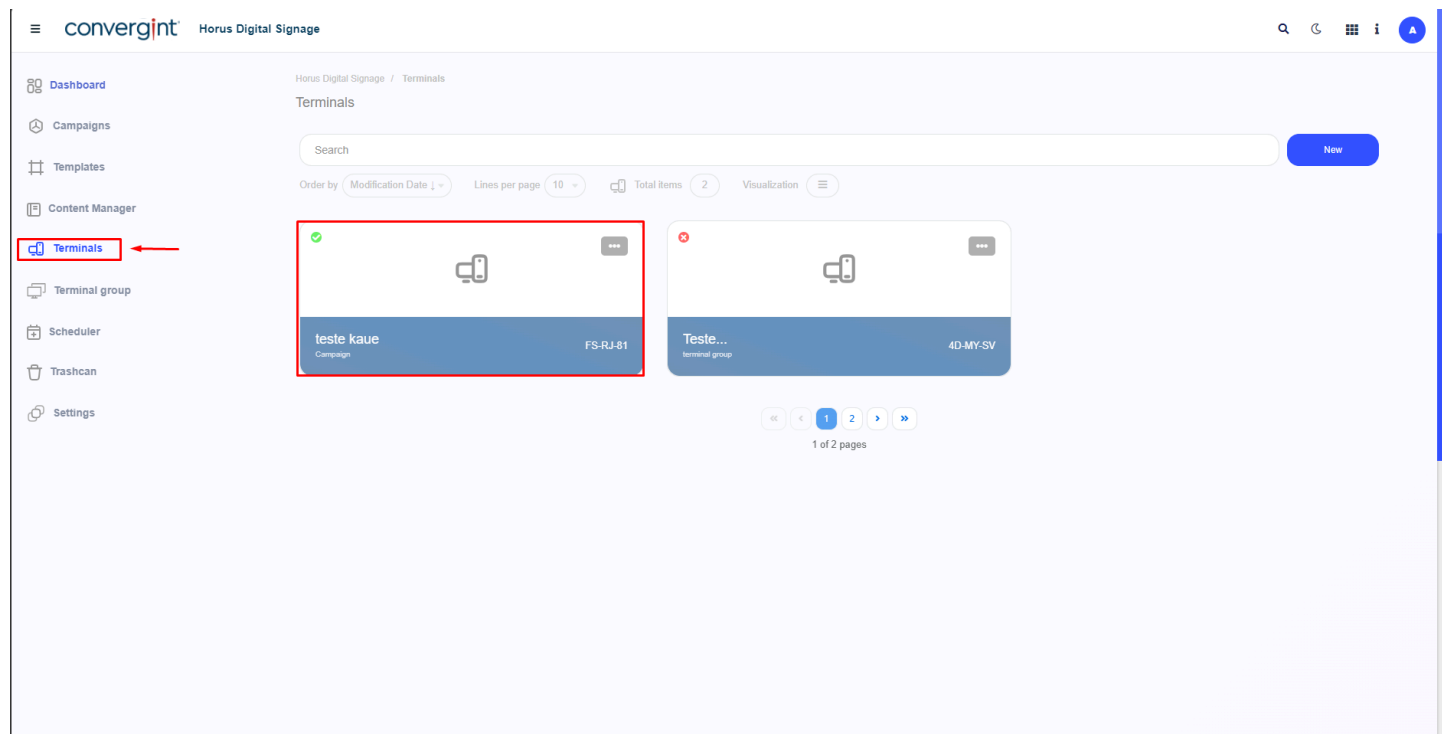 convergint Horus Digital Signage i A
Dashboard
Campaigns
Templates
Content Manager
Terminals
Terminal group
Scheduler
Trashcan
Settings
Horus Digital Signage / Terminals
Terminals
Search New
Order by Modification Date ↓ Lines per page 10 Total items 2 Visualization
teste kaue FS-RJ-81
Campaign
Teste... 4D-MY-SV
terminal group
« ‹ 1 2 › »
1 of 2 pages